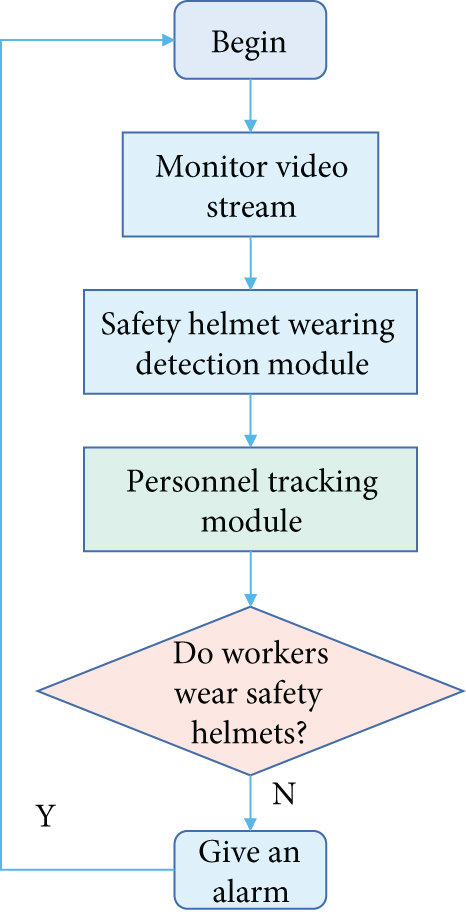 Begin
Monitor video
stream
Safety helmet wearing
detection module
Personnel tracking
module
Do workers
wear safety
helmets?
N
Y
Give an
alarm